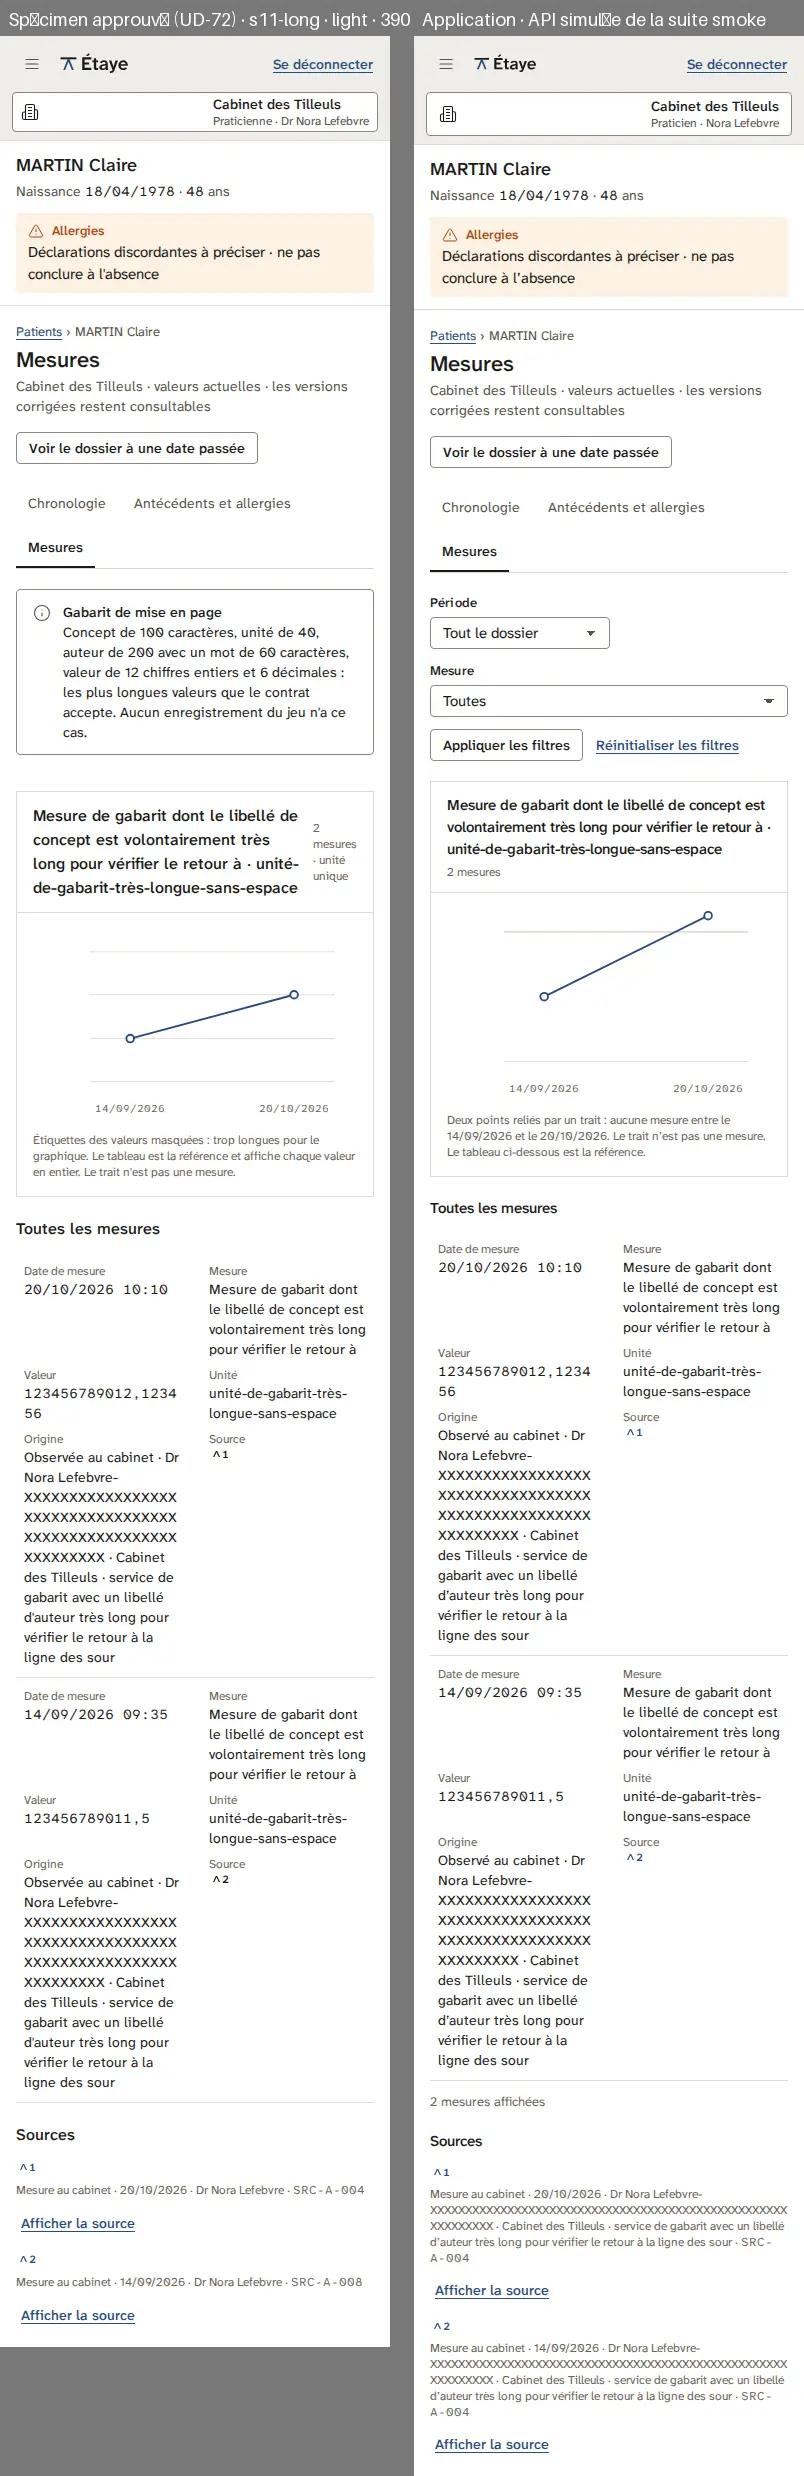 Sp�cimen approuv� (UD-72) · s11-long · light · 390
Étaye
Se déconnecter
Cabinet des Tilleuls
Praticienne · Dr Nora Lefebvre
MARTIN Claire
Naissance 18/04/1978 · 48 ans
Allergies
Déclarations discordantes à préciser · ne pas
conclure à l'absence
Patients › MARTIN Claire
Mesures
Cabinet des Tilleuls · valeurs actuelles · les versions
corrigées restent consultables
Voir le dossier à une date passée
Chronologie
Antécédents et allergies
Mesures
Gabarit de mise en page
Concept de 100 caractères, unité de 40,
auteur de 200 avec un mot de 60 caractères,
valeur de 12 chiffres entiers et 6 décimales :
les plus longues valeurs que le contrat
accepte. Aucun enregistrement du jeu n'a ce
cas.
Mesure de gabarit dont le libellé de
concept est volontairement très
long pour vérifier le retour à · unité-
de-gabarit-très-longue-sans-espace
2
mesures
· unité
unique
14/09/2026
20/10/2026
Étiquettes des valeurs masquées : trop longues pour le
graphique. Le tableau est la référence et affiche chaque valeur
en entier. Le trait n'est pas une mesure.
Toutes les mesures
Date de mesure
20/10/2026 10:10
Mesure
Mesure de gabarit dont
le libellé de concept est
volontairement très long
pour vérifier le retour à
Valeur
123456789012,1234
56
Unité
unité-de-gabarit-très-
longue-sans-espace
Origine
Observée au cabinet · Dr
Nora Lefebvre-
XXXXXXXXXXXXXXXXX
XXXXXXXXXXXXXXXXX
XXXXXXXXXXXXXXXXX
XXXXXXXXX · Cabinet
des Tilleuls · service de
gabarit avec un libellé
d'auteur très long pour
vérifier le retour à la
ligne des sour
Source
^1
Date de mesure
14/09/2026 09:35
Mesure
Mesure de gabarit dont
le libellé de concept est
volontairement très long
pour vérifier le retour à
Valeur
123456789011,5
Unité
unité-de-gabarit-très-
longue-sans-espace
Origine
Observée au cabinet · Dr
Nora Lefebvre-
XXXXXXXXXXXXXXXXX
XXXXXXXXXXXXXXXXX
XXXXXXXXXXXXXXXXX
XXXXXXXXX · Cabinet
des Tilleuls · service de
gabarit avec un libellé
d'auteur très long pour
vérifier le retour à la
ligne des sour
Source
^2
Sources
^1
Mesure au cabinet · 20/10/2026 · Dr Nora Lefebvre · SRC-A-004
Afficher la source
^2
Mesure au cabinet · 14/09/2026 · Dr Nora Lefebvre · SRC-A-008
Afficher la source
Application · API simul�e de la suite smoke
Étaye
Se déconnecter
Cabinet des Tilleuls
Praticien · Nora Lefebvre
MARTIN Claire
Naissance 18/04/1978 · 48 ans
Allergies
Déclarations discordantes à préciser · ne pas
conclure à l’absence
Patients › MARTIN Claire
Mesures
Cabinet des Tilleuls · valeurs actuelles · les versions
corrigées restent consultables
Voir le dossier à une date passée
Chronologie
Antécédents et allergies
Mesures
Période
Tout le dossier
Mesure
Toutes
Appliquer les filtres
Réinitialiser les filtres
Mesure de gabarit dont le libellé de concept est
volontairement très long pour vérifier le retour à ·
unité-de-gabarit-très-longue-sans-espace
2 mesures
14/09/2026
20/10/2026
Deux points reliés par un trait : aucune mesure entre le
14/09/2026 et le 20/10/2026. Le trait n’est pas une mesure.
Le tableau ci-dessous est la référence.
Toutes les mesures
Date de mesure
20/10/2026 10:10
Mesure
Mesure de gabarit dont
le libellé de concept est
volontairement très long
pour vérifier le retour à
Valeur
123456789012,1234
56
Unité
unité-de-gabarit-très-
longue-sans-espace
Origine
Observé au cabinet · Dr
Nora Lefebvre-
XXXXXXXXXXXXXXXXX
XXXXXXXXXXXXXXXXX
XXXXXXXXXXXXXXXXX
XXXXXXXXX · Cabinet
des Tilleuls · service de
gabarit avec un libellé
d’auteur très long pour
vérifier le retour à la
ligne des sour
Source
^1
Date de mesure
14/09/2026 09:35
Mesure
Mesure de gabarit dont
le libellé de concept est
volontairement très long
pour vérifier le retour à
Valeur
123456789011,5
Unité
unité-de-gabarit-très-
longue-sans-espace
Origine
Observé au cabinet · Dr
Nora Lefebvre-
XXXXXXXXXXXXXXXXX
XXXXXXXXXXXXXXXXX
XXXXXXXXXXXXXXXXX
XXXXXXXXX · Cabinet
des Tilleuls · service de
gabarit avec un libellé
d’auteur très long pour
vérifier le retour à la
ligne des sour
Source
^2
2 mesures affichées
Sources
^1
Mesure au cabinet · 20/10/2026 · Dr Nora Lefebvre-
XXXXXXXXXXXXXXXXXXXXXXXXXXXXXXXXXXXXXXXXXXXXXXXXXXX
XXXXXXXXX · Cabinet des Tilleuls · service de gabarit avec un libellé
d’auteur très long pour vérifier le retour à la ligne des sour · SRC-
A-004
Afficher la source
^2
Mesure au cabinet · 14/09/2026 · Dr Nora Lefebvre-
XXXXXXXXXXXXXXXXXXXXXXXXXXXXXXXXXXXXXXXXXXXXXXXXXXX
XXXXXXXXX · Cabinet des Tilleuls · service de gabarit avec un libellé
d’auteur très long pour vérifier le retour à la ligne des sour · SRC-
A-004
Afficher la source